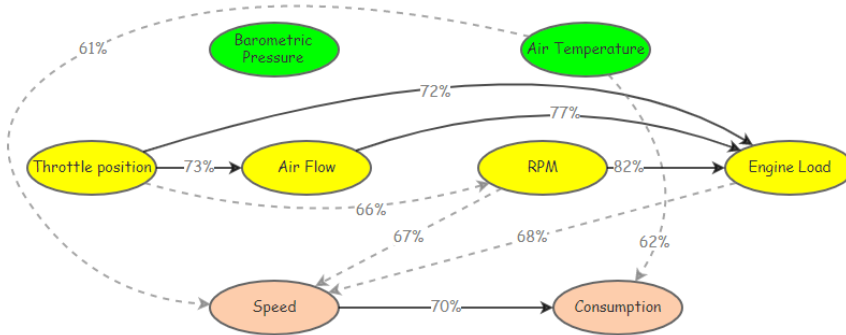 61%
Barometric
Pressure
Air Temperature
72%
77%
Throttle position
73%
Air Flow
RPM
82%
Engine Load
66%
67%
68%
62%
Speed
70%
Consumption